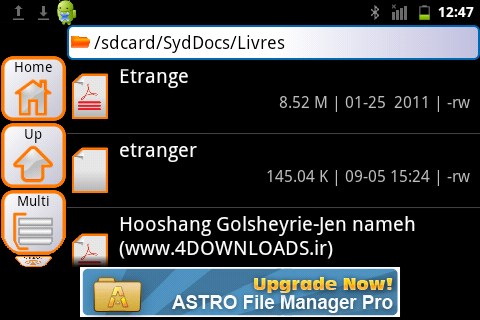 12:47
/sdcard/SydDocs/Livres
Home
Up
Multi
Etrange
8.52 M | 01-25 2011 | -rw
etranger
145.04 K | 09-05 15:24 | -rw
Hooshang Golsheyrie-Jen nameh
(www.4DOWNLOADS.ir)
Upgrade Now!
ASTRO File Manager Pro